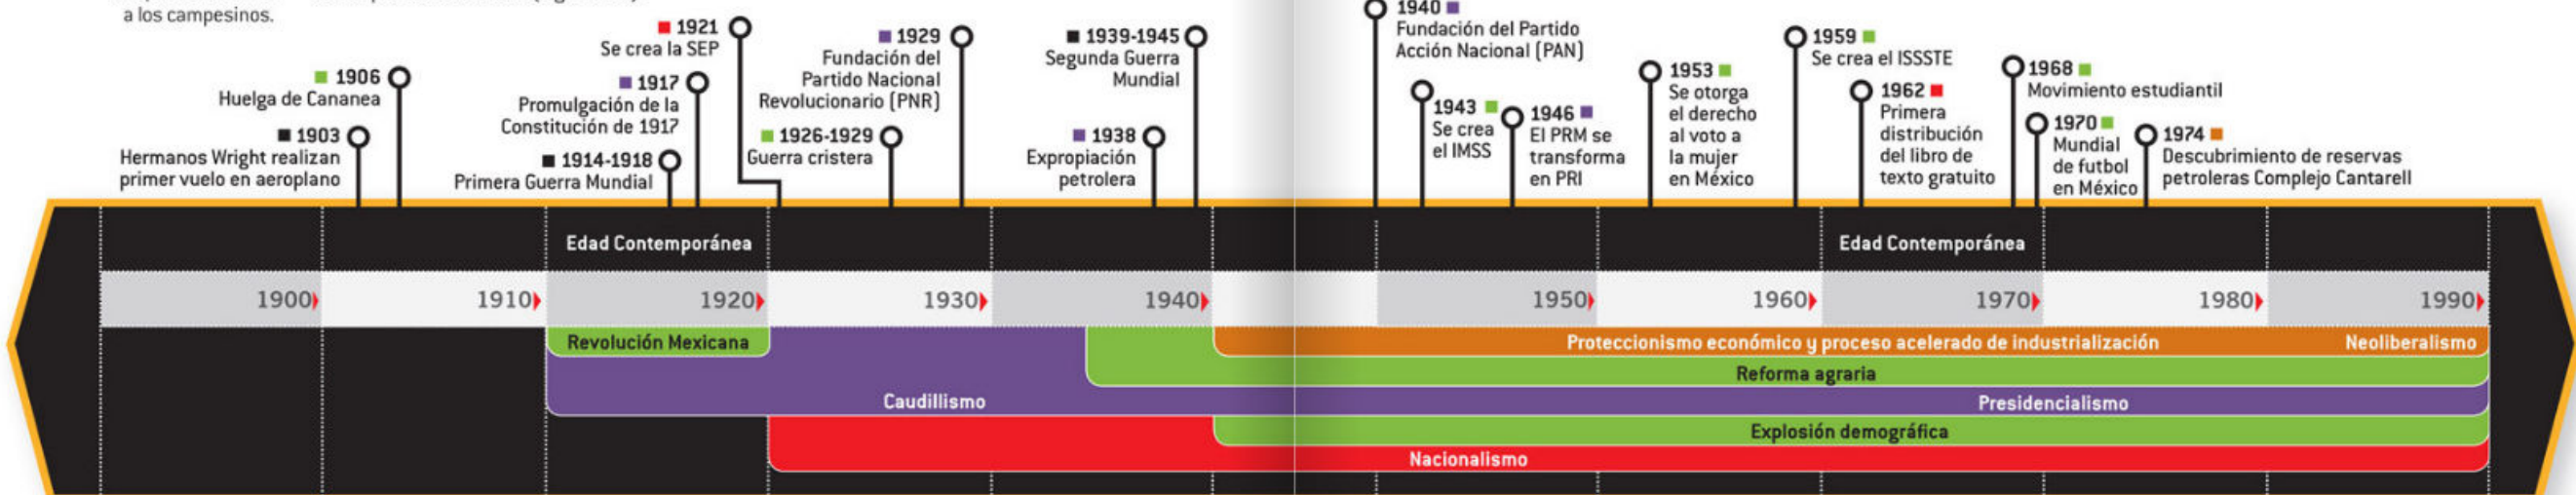 a los campesinos.
1906
Huelga de Cananea
1903
Hermanos Wright realizan
primer vuelo en aeroplano
1921
Se crea la SEP
1917
Promulgación de la
Constitución de 1917
1914-1918
Primera Guerra Mundial
1929
Fundación del
Partido Nacional
Revolucionario (PNR)
1926-1929
Guerra cristera
1939-1945
Segunda Guerra
Mundial
1938
Expropiación
petrolera
1940
Fundación del Partido
Acción Nacional (PAN)
1943
Se crea
el IMSS
1946
El PRM se
transforma
en PRI
1953
Se otorga
el derecho
al voto a
la mujer
en México
1959
Se crea el ISSSTE
1962
Primera
distribución
del libro de
texto gratuito
1968
Movimiento estudiantil
1970
Mundial
de futbol
en México
1974
Descubrimiento de reservas
petroleras Complejo Cantarell
Edad Contemporánea
Edad Contemporánea
1900
1910
1920
1930
1940
1950
1960
1970
1980
1990
Revolución Mexicana
Proteccionismo económico y proceso acelerado de industrialización
Neoliberalismo
Reforma agraria
Caudillismo
Presidencialismo
Explosión demográfica
Nacionalismo